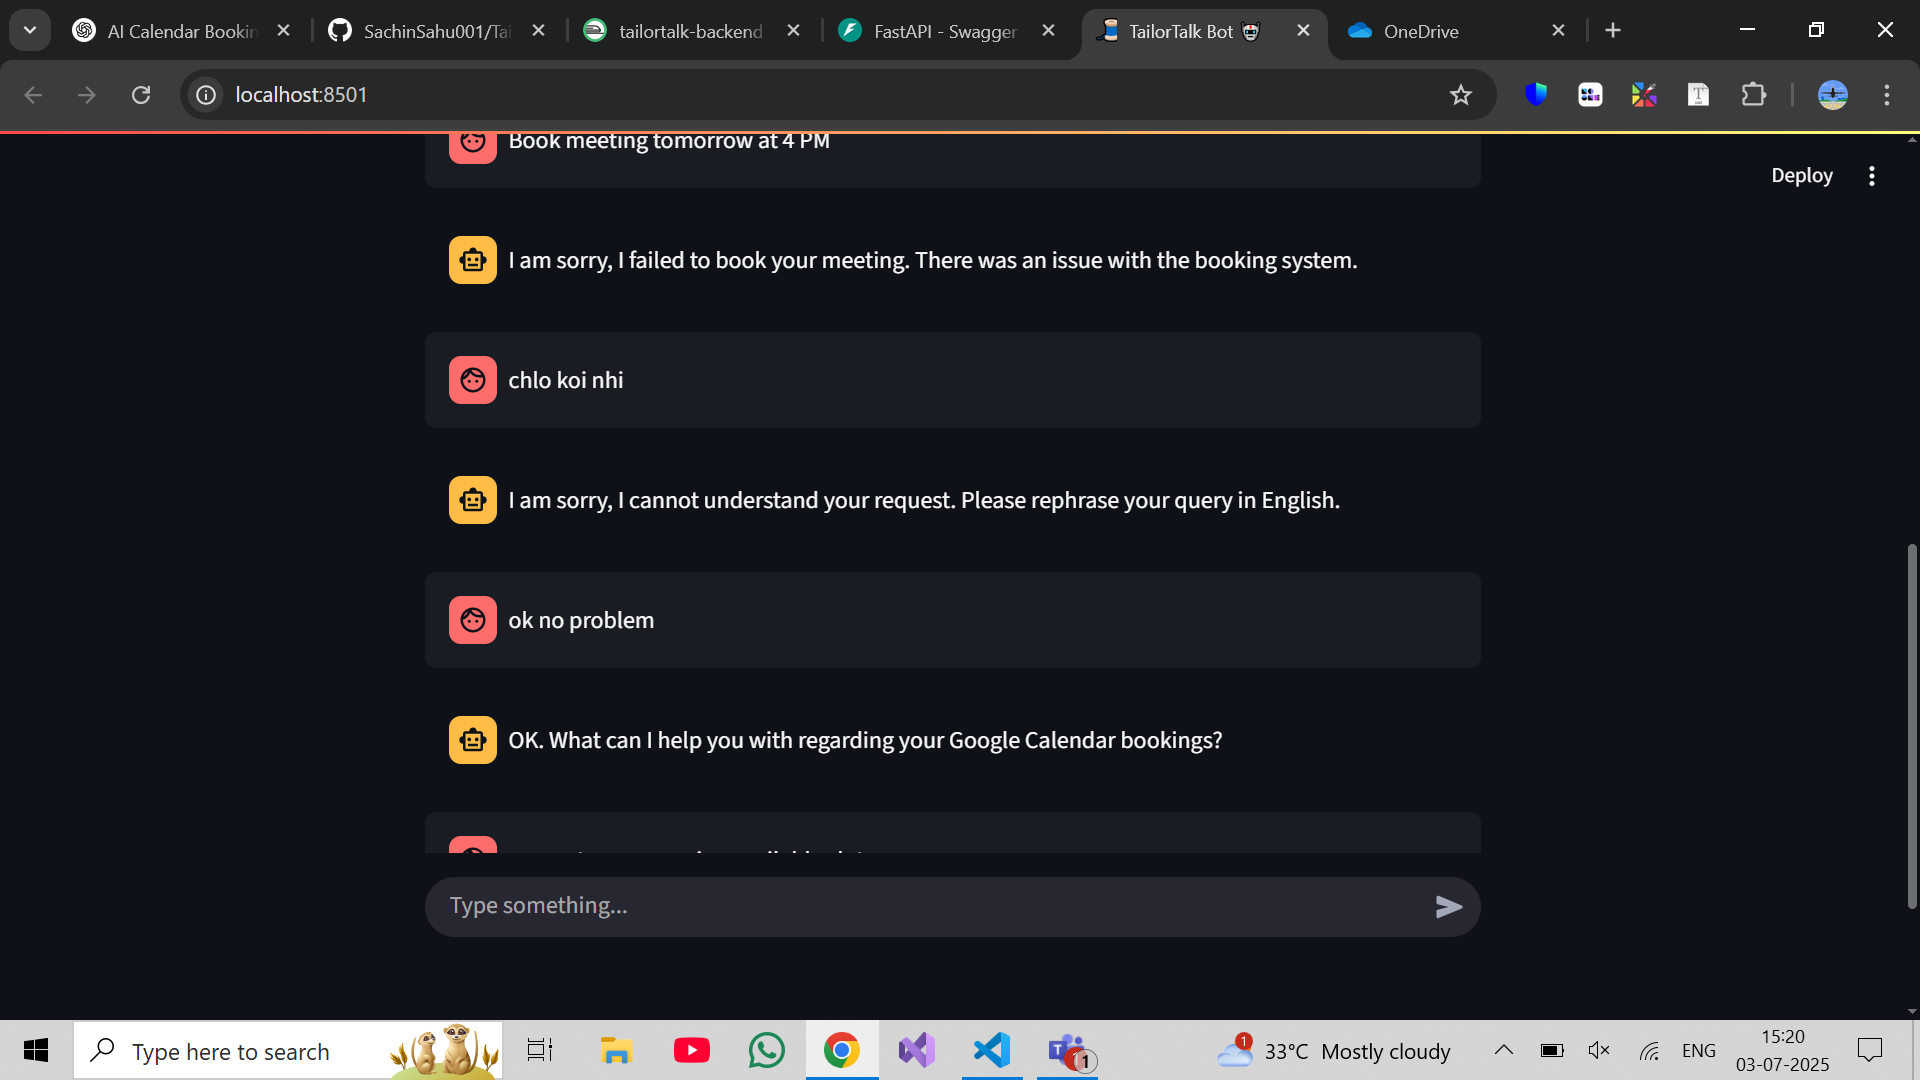 AI Calendar Bookin
SachinSahu001/Tai
tailortalk-backend
FastAPI - Swagger
TailorTalk Bot
OneDrive
localhost:8501
Deploy
Book meeting tomorrow at 4 PM
I am sorry, I failed to book your meeting. There was an issue with the booking system.
chlo koi nhi
I am sorry, I cannot understand your request. Please rephrase your query in English.
ok no problem
OK. What can I help you with regarding your Google Calendar bookings?
Type something...
Type here to search
1
1
33°C Mostly cloudy
ENG
15:20
03-07-2025